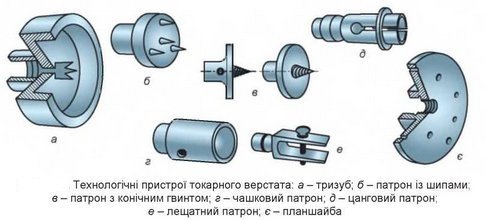 а
б
в
д
г
е
є
Технологічні пристрої токарного верстата: а – тризуб; б – патрон із шипами;
в – патрон з конічним гвинтом; г – чашковий патрон; д – цанговий патрон;
е – лещатний патрон; є – планшайба